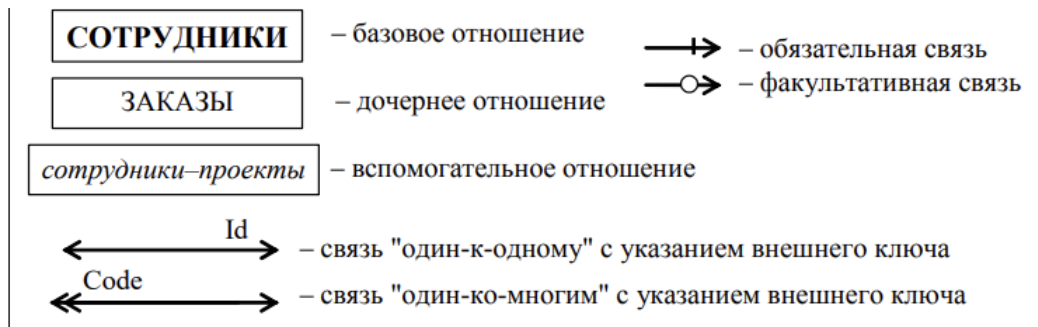 СОТРУДНИКИ – базовое отношение
– обязательная связь
– факультативная связь
ЗАКАЗЫ – дочернее отношение
сотрудники–проекты – вспомогательное отношение
Id – связь "один-к-одному" с указанием внешнего ключа
Code – связь "один-ко-многим" с указанием внешнего ключа